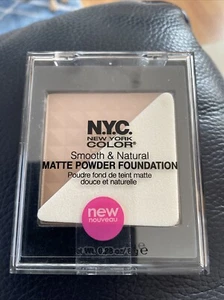 N.Y.C.
NEW YORK
COLOR®
Smooth & Natural
MATTE POWDER FOUNDATION
Poudre fond de teint matte
douce et naturelle
new
nouveau